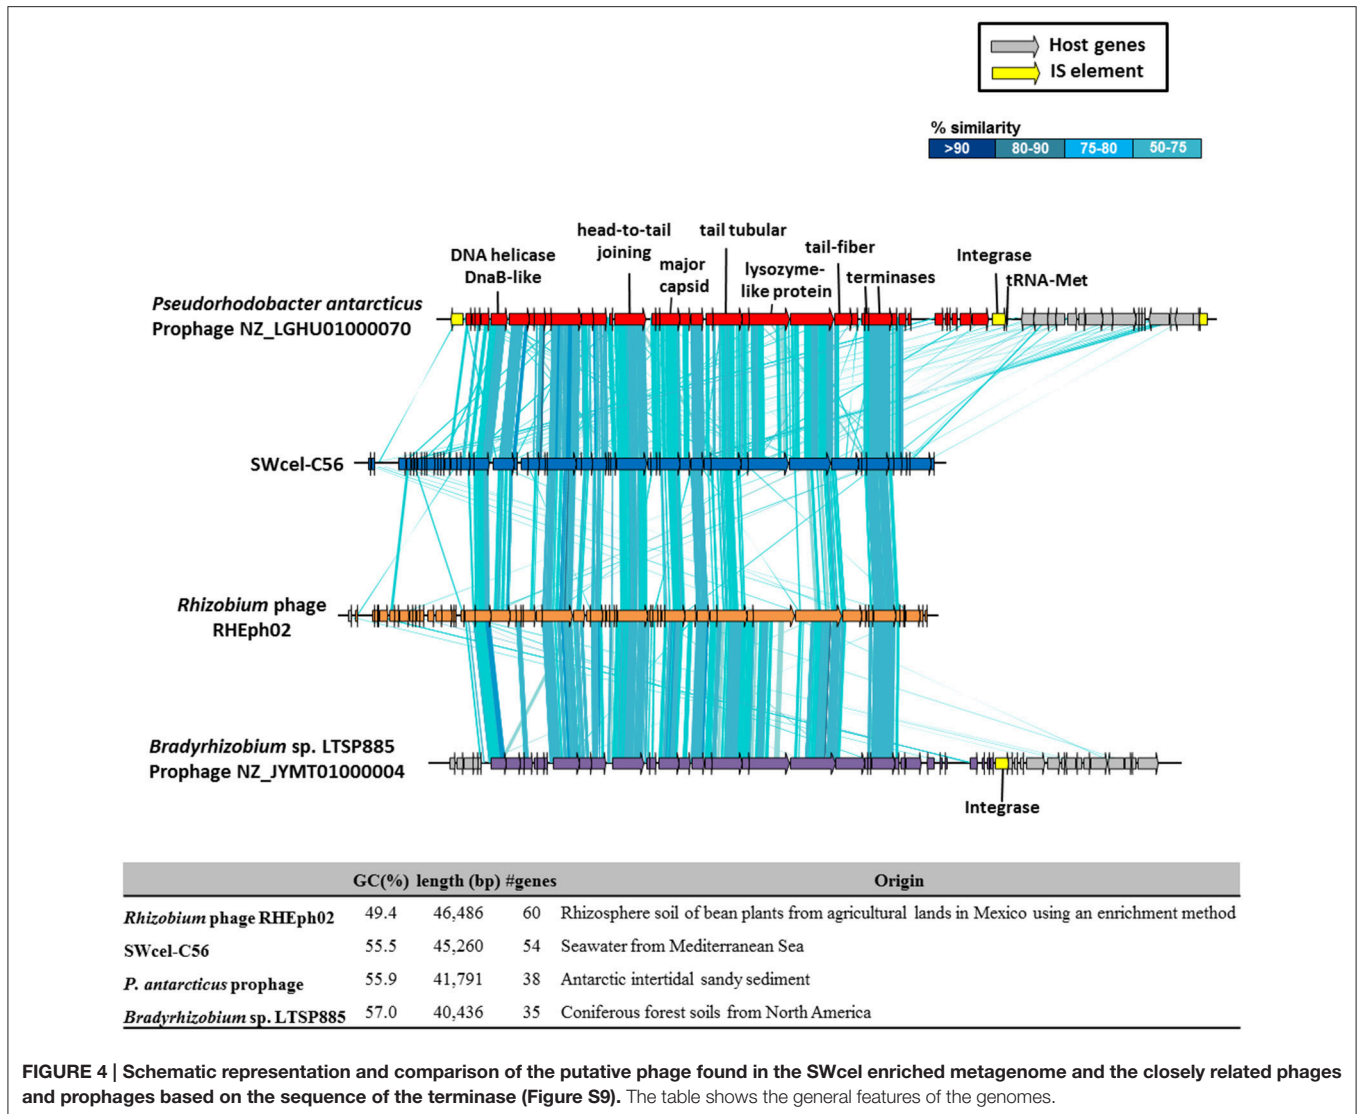 Host genes
IS element
% similarity
>90 80-90 75-80 50-75
head-to-tail
joining
tail tubular
DNA helicase
DnaB-like
major
capsid
lysozyme-
like protein
tail-fiber
terminases
Integrase
tRNA-Met
Pseudorhodobacter antarcticus
Prophage NZ_LGHU01000070
SWcel-C56
Rhizobium phage
RHEph02
Bradyrhizobium sp. LTSP885
Prophage NZ_JYMT01000004
Integrase
GC(%) length (bp) #genes Origin
Rhizobium phage RHEph02 49.4 46,486 60 Rhizosphere soil of bean plants from agricultural lands in Mexico using an enrichment method
SWcel-C56 55.5 45,260 54 Seawater from Mediterranean Sea
P. antarcticus prophage 55.9 41,791 38 Antarctic intertidal sandy sediment
Bradyrhizobium sp. LTSP885 57.0 40,436 35 Coniferous forest soils from North America
FIGURE 4 | Schematic representation and comparison of the putative phage found in the SWcel enriched metagenome and the closely related phages
and prophages based on the sequence of the terminase (Figure S9). The table shows the general features of the genomes.